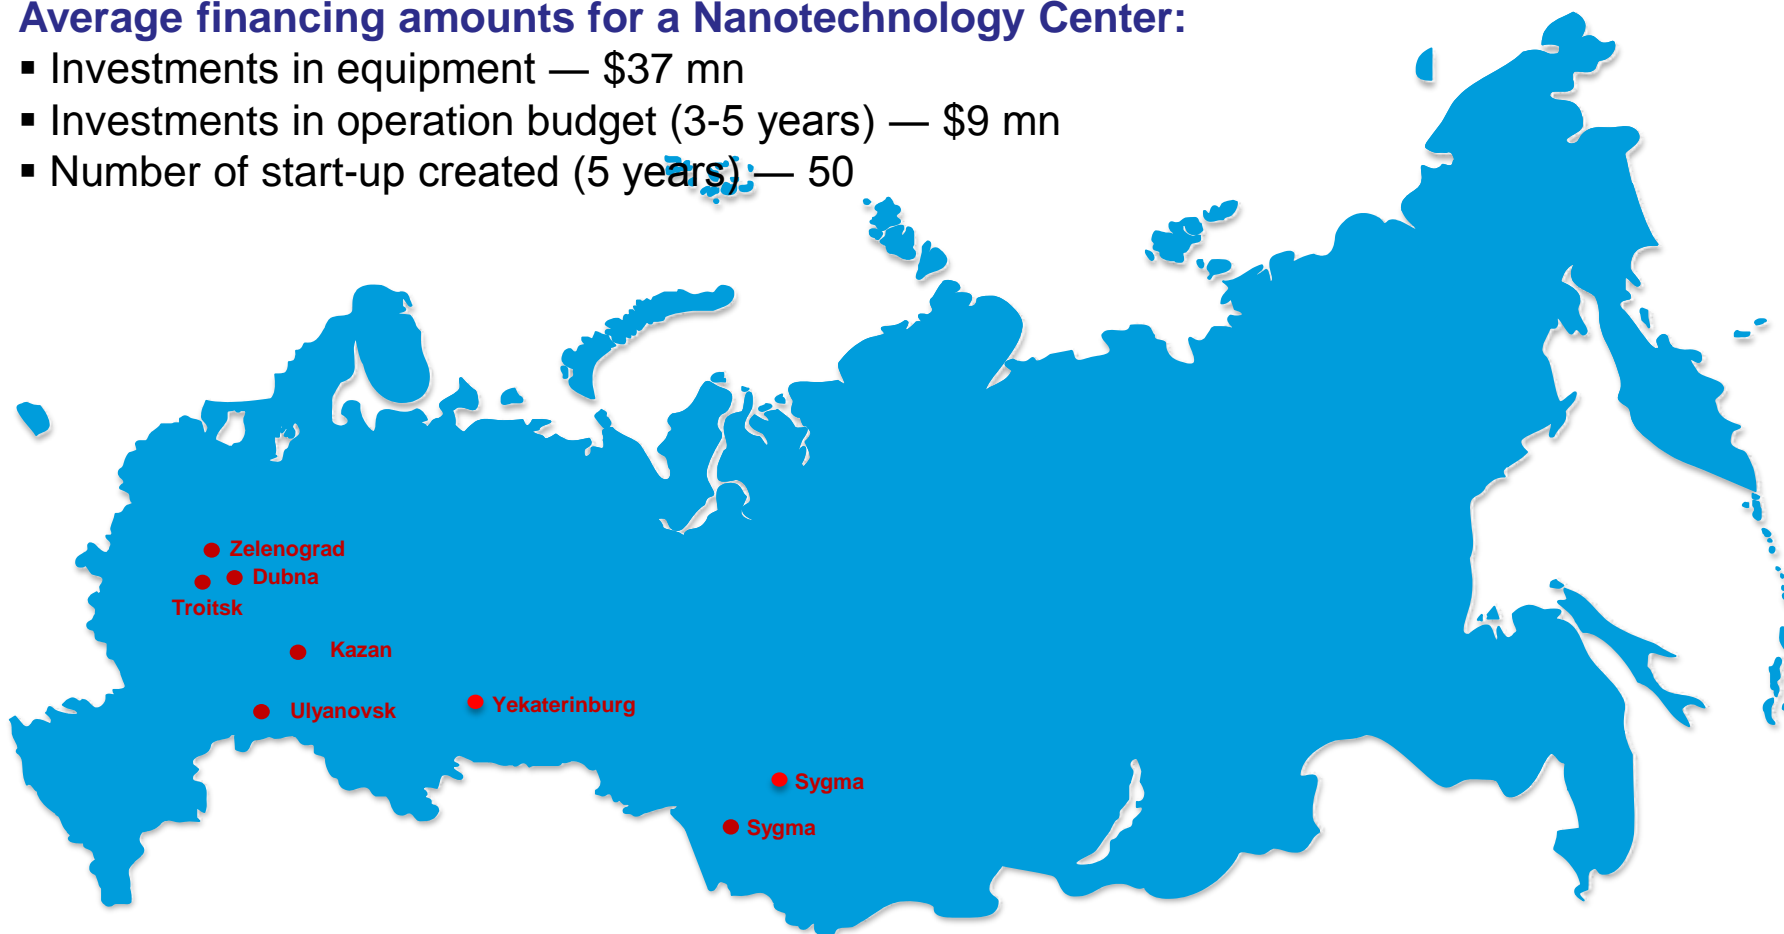 Average financing amounts for a Nanotechnology Center:
▪ Investments in equipment — $37 mn
▪ Investments in operation budget (3-5 years) — $9 mn
▪ Number of start-up created (5 years) — 50
Zelenograd
Dubna
Troitsk
Kazan
Ulyanovsk
Yekaterinburg
Sygma
Sygma